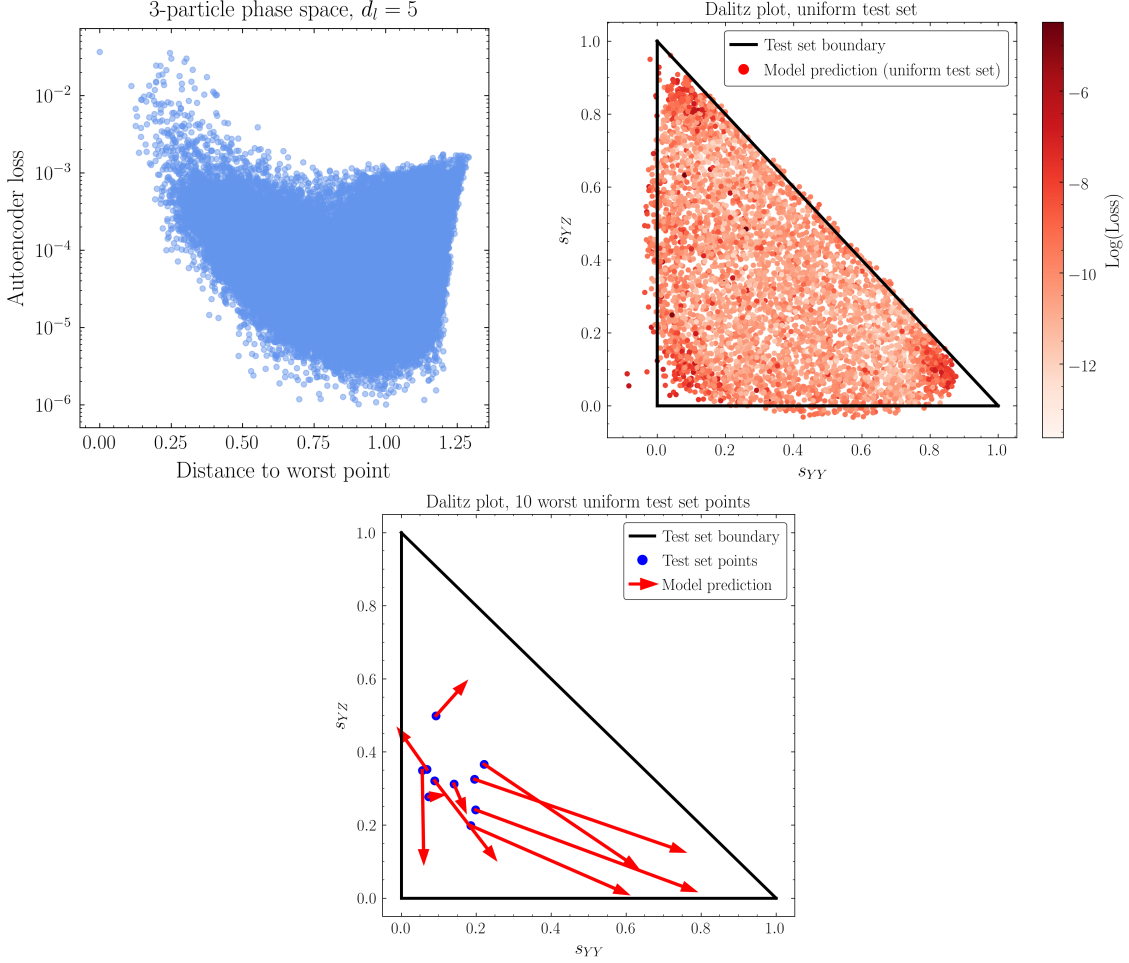 3-particle phase space, $d_l = 5$
Autoencoder loss
10⁻²
10⁻³
10⁻⁴
10⁻⁵
10⁻⁶
0.00 0.25 0.50 0.75 1.00 1.25
Distance to worst point
Dalitz plot, uniform test set
Test set boundary
Model prediction (uniform test set)
$s_{YZ}$
1.0
0.8
0.6
0.4
0.2
0.0
0.0 0.2 0.4 0.6 0.8 1.0
$s_{YY}$
−6
−8
−10
−12
Log(Loss)
Dalitz plot, 10 worst uniform test set points
Test set boundary
Test set points
Model prediction
$s_{YZ}$
1.0
0.8
0.6
0.4
0.2
0.0
0.0 0.2 0.4 0.6 0.8 1.0
$s_{YY}$